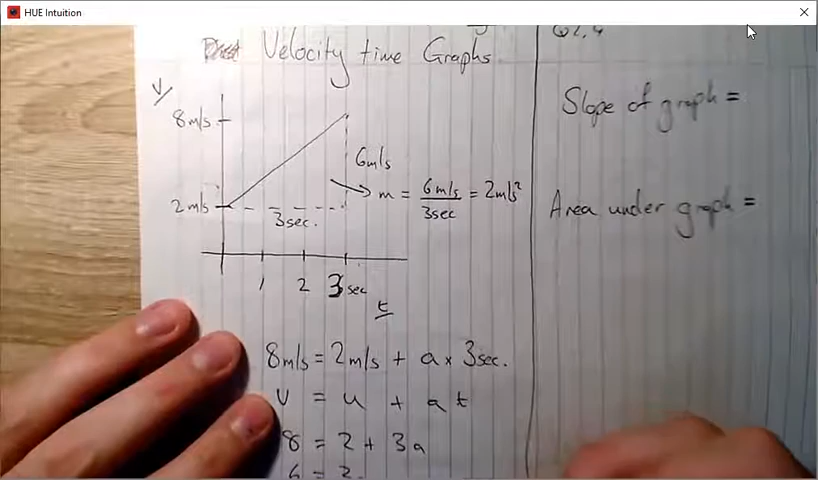 HUE Intuition
Velocity time Graphs
Q2,4
V
8m/s
6m/s
m = 6m/s / 3sec = 2m/s²
2m/s
3sec.
1 2 3sec
t
8m/s = 2m/s + a x 3sec.
V = u + a t
8 = 2 + 3a
6 = 
Slope of graph =
Area under graph =